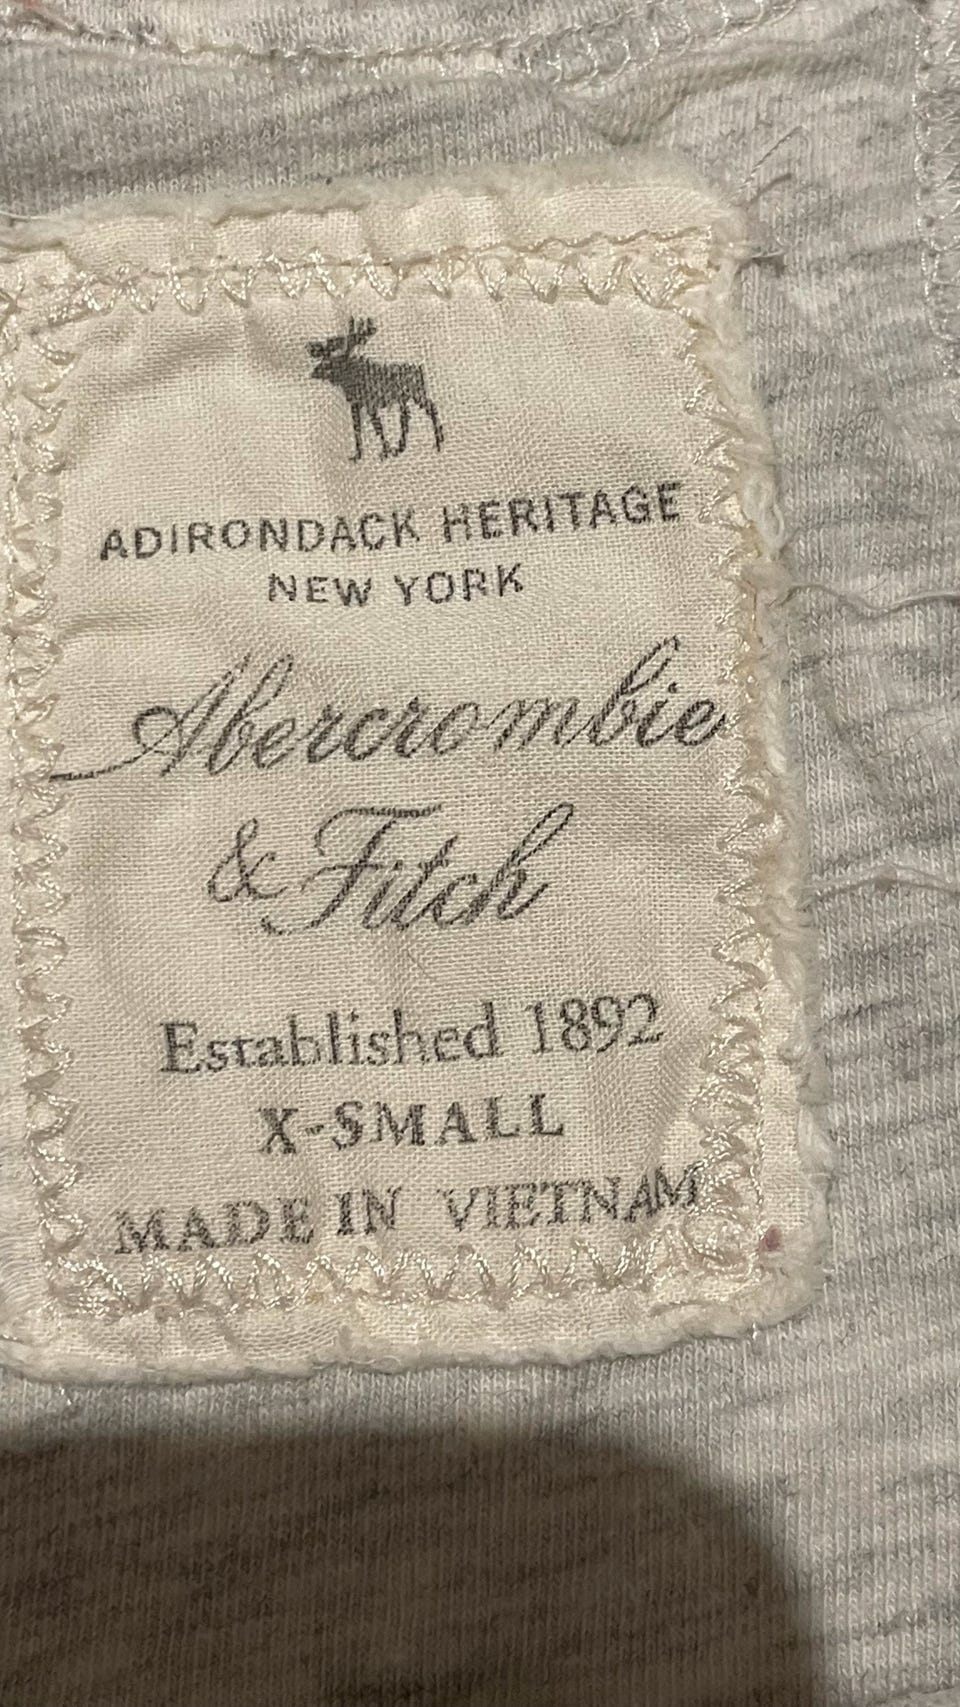 ADIRONDACK HERITAGE
NEW YORK
Abercrombie
& Fitch
Established 1892
X-SMALL
MADE IN VIETNAM